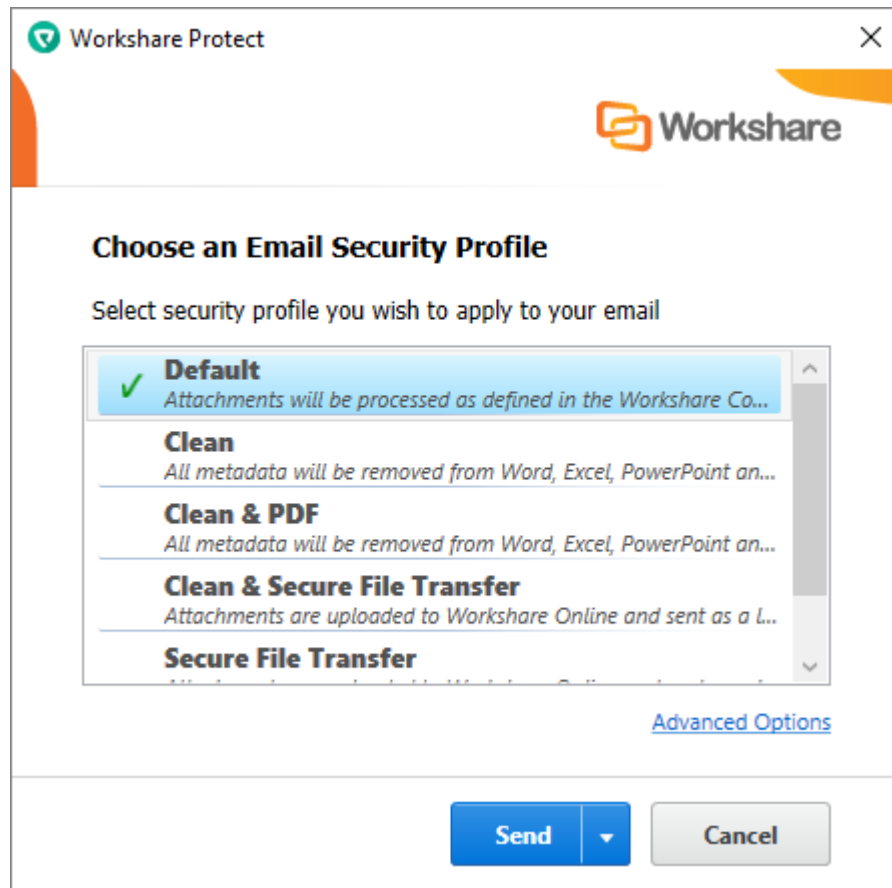 Workshare Protect
Workshare
Choose an Email Security Profile
Select security profile you wish to apply to your email
Default
Attachments will be processed as defined in the Workshare Co...
Clean
All metadata will be removed from Word, Excel, PowerPoint an...
Clean & PDF
All metadata will be removed from Word, Excel, PowerPoint an...
Clean & Secure File Transfer
Attachments are uploaded to Workshare Online and sent as a l...
Secure File Transfer
Advanced Options
Send
Cancel